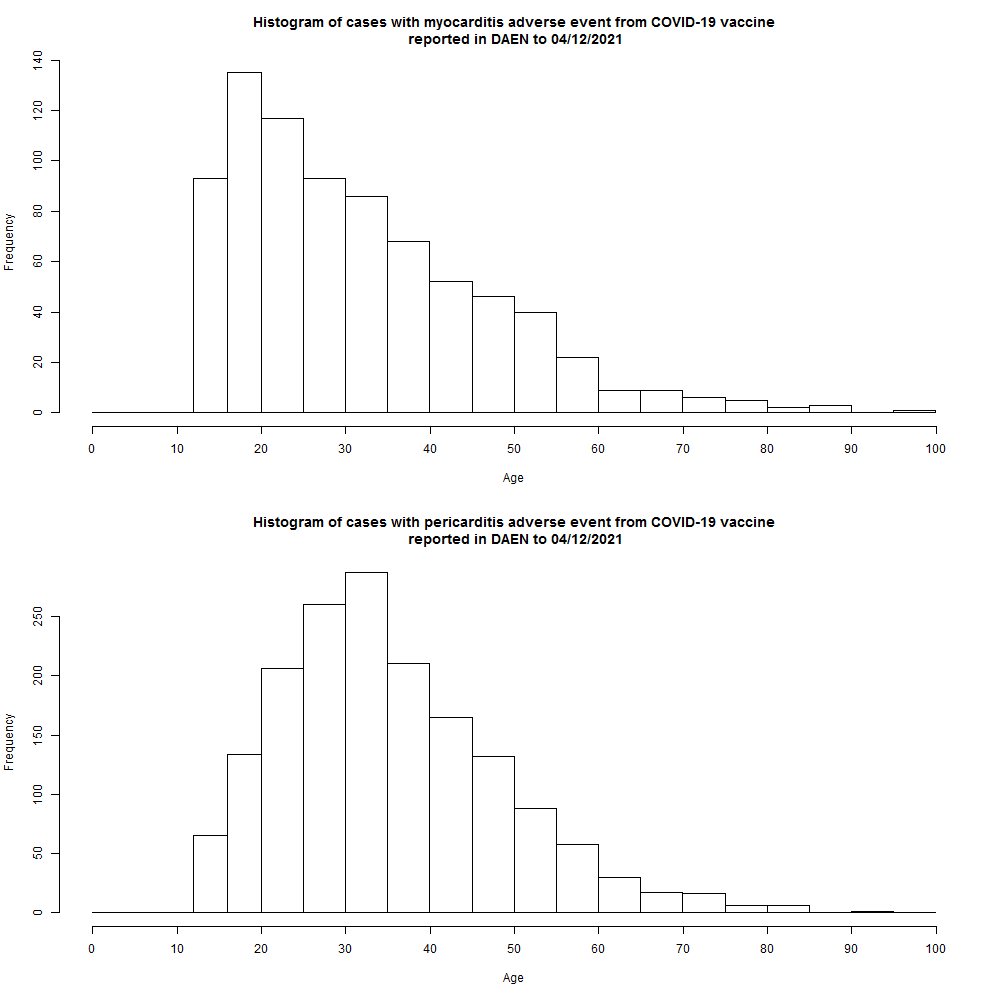 Histogram of cases with myocarditis adverse event from COVID-19 vaccine
reported in DAEN to 04/12/2021
140
120
100
80
60
40
20
0
Frequency
0 10 20 30 40 50 60 70 80 90 100
Age
Histogram of cases with pericarditis adverse event from COVID-19 vaccine
reported in DAEN to 04/12/2021
250
200
150
100
50
0
Frequency
0 10 20 30 40 50 60 70 80 90 100
Age